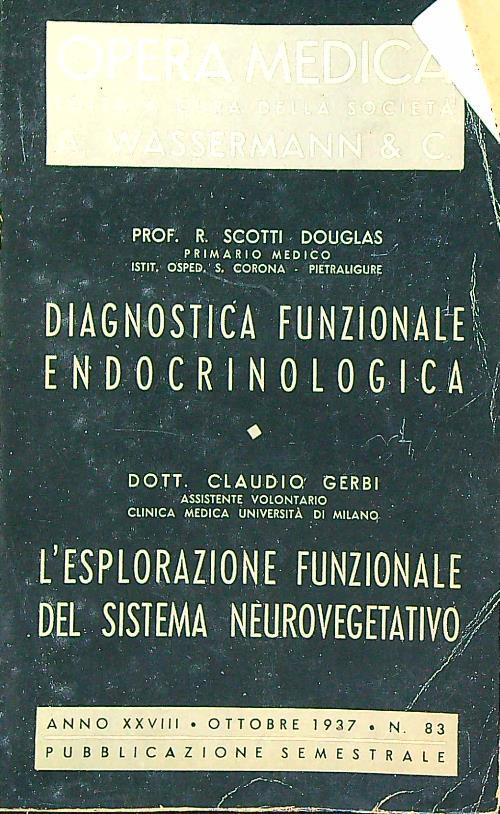 OPERA MEDICA
EDITA A CURA DELLA SOCIETÀ
A. WASSERMANN & C.
PROF. R. SCOTTI DOUGLAS
PRIMARIO MEDICO
ISTIT. OSPED. S. CORONA - PIETRALIGURE
DIAGNOSTICA FUNZIONALE
ENDOCRINOLOGICA
DOTT. CLAUDIO GERBI
ASSISTENTE VOLONTARIO
CLINICA MEDICA UNIVERSITÀ DI MILANO
L'ESPLORAZIONE FUNZIONALE
DEL SISTEMA NEUROVEGETATIVO
ANNO XXVIII • OTTOBRE 1937 • N. 83
PUBBLICAZIONE SEMESTRALE